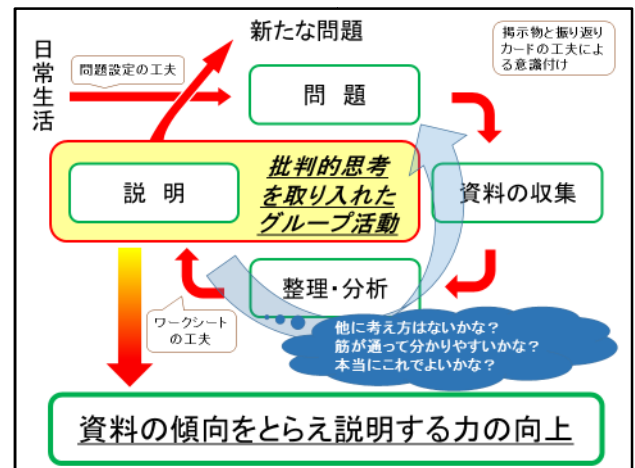 新たな問題
日常生活
問題設定の工夫
掲示物と振り返り
カードの工夫によ
る意識付け
問 題
説 明
批判的思考
を取り入れた
グループ活動
資料の収集
整理・分析
ワークシート
の工夫
他に考え方はないかな?
筋が通って分かりやすいかな?
本当にこれでよいかな?
資料の傾向をとらえ説明する力の向上